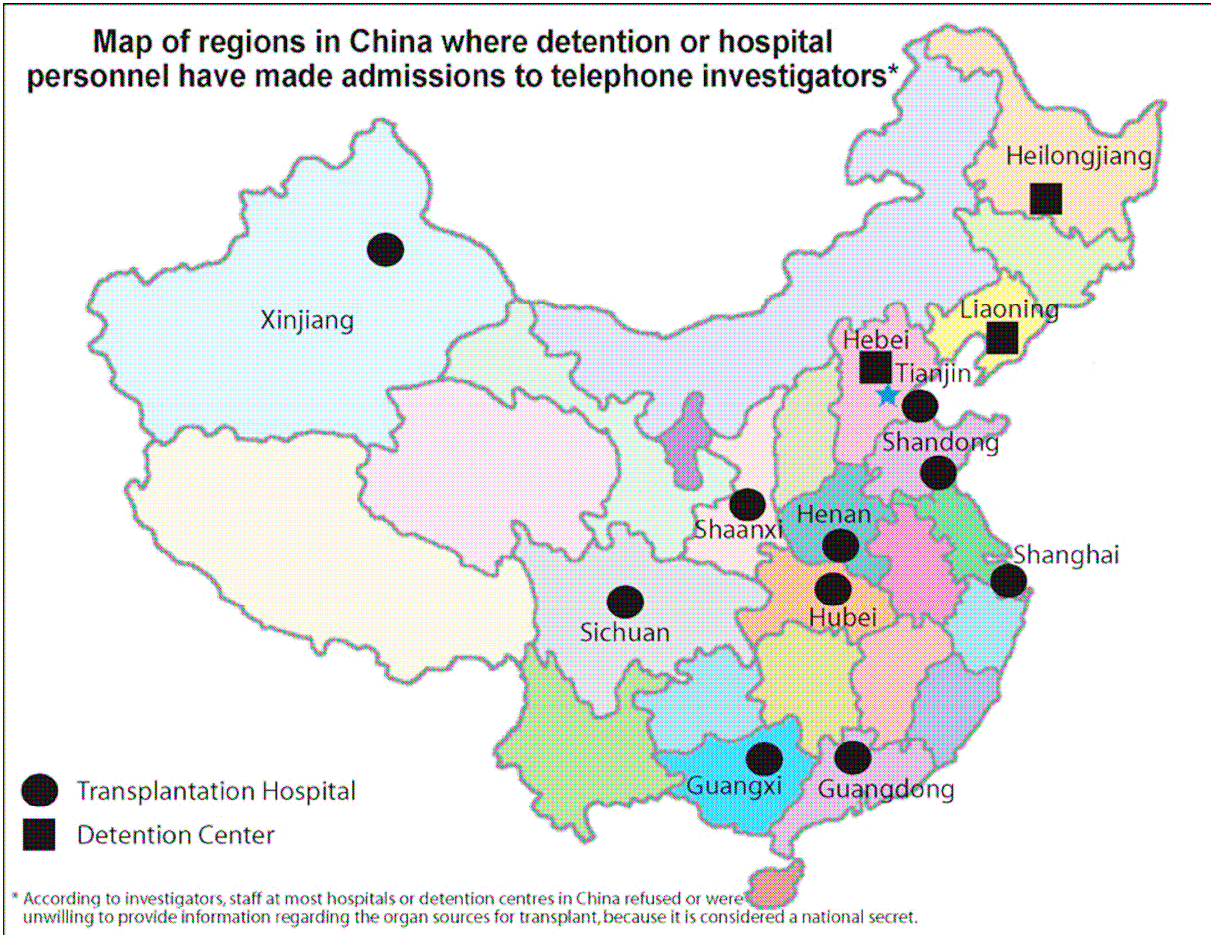 Map of regions in China where detention or hospital
personnel have made admissions to telephone investigators*
Heilongjiang
Liaoning
Xinjiang
Hebei
Tianjin
Shandong
Shaanxi
Henan
Shanghai
Sichuan
Hubei
Guangxi
Guangdong
Transplantation Hospital
Detention Center
* According to investigators, staff at most hospitals or detention centres in China refused or were
unwilling to provide information regarding the organ sources for transplant, because it is considered a national secret.